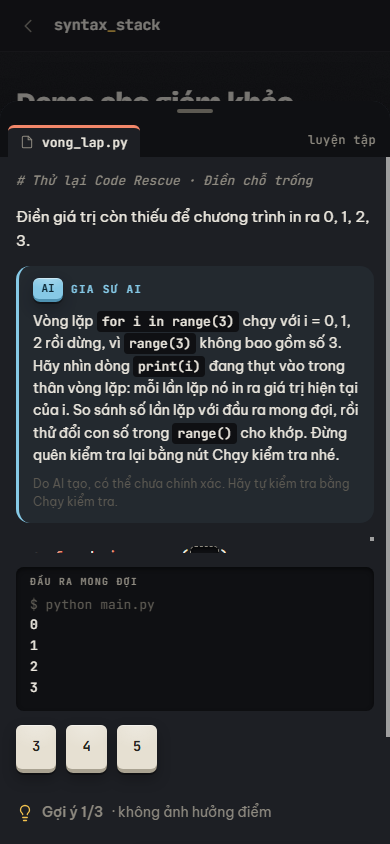 syntax_stack
Demo cho giám khảo
vong_lap.py
luyện tập
# Thử lại Code Rescue · Điền chỗ trống
Điền giá trị còn thiếu để chương trình in ra 0, 1, 2,
3.
AI GIA SƯ AI
Vòng lặp for i in range(3) chạy với i = 0, 1,
2 rồi dừng, vì range(3) không bao gồm số 3.
Hãy nhìn dòng print(i) đang thụt vào trong
thân vòng lặp: mỗi lần lặp nó in ra giá trị hiện tại
của i. So sánh số lần lặp với đầu ra mong đợi, rồi
thử đổi con số trong range() cho khớp. Đừng
quên kiểm tra lại bằng nút Chạy kiểm tra nhé.
Do AI tạo, có thể chưa chính xác. Hãy tự kiểm tra bằng
Chạy kiểm tra.
ĐẦU RA MONG ĐỢI
$ python main.py
0
1
2
3
3 4 5
Gợi ý 1/3 · không ảnh hưởng điểm